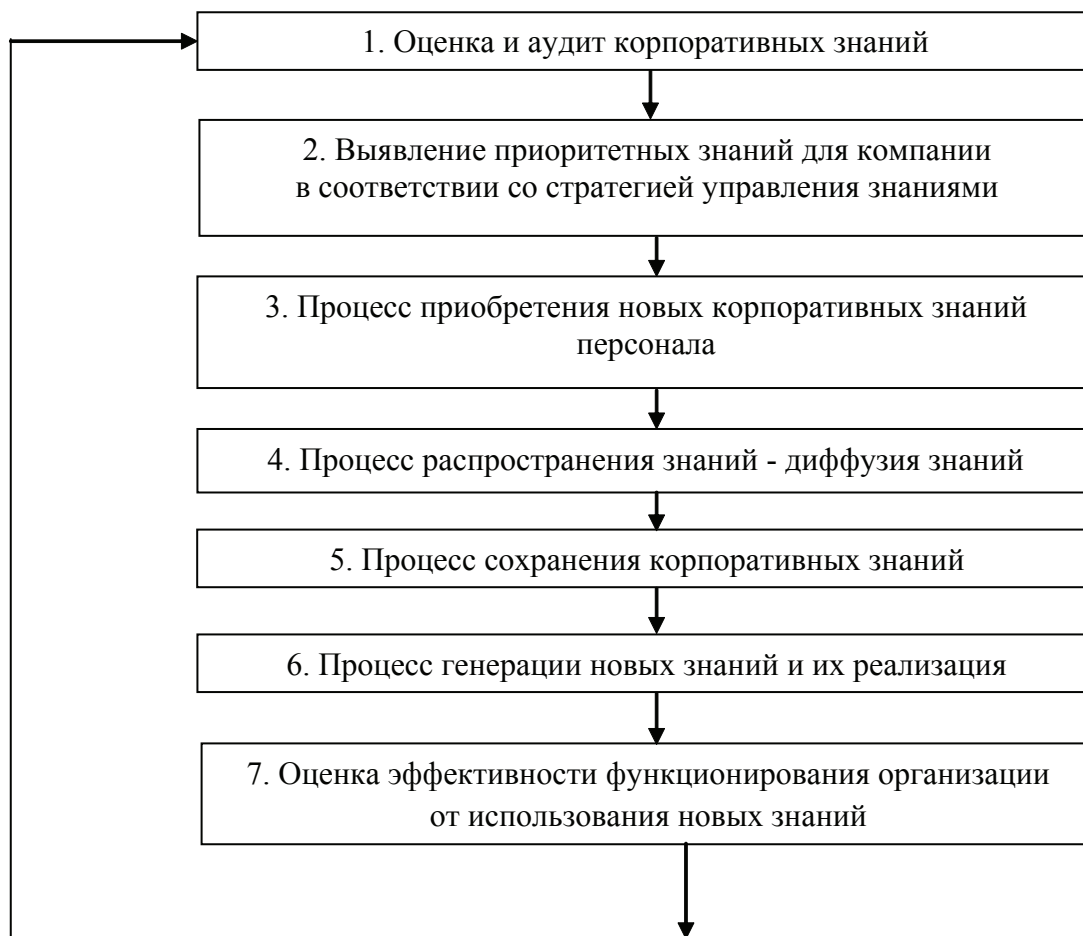 1. Оценка и аудит корпоративных знаний
2. Выявление приоритетных знаний для компании
в соответствии со стратегией управления знаниями
3. Процесс приобретения новых корпоративных знаний
персонала
4. Процесс распространения знаний - диффузия знаний
5. Процесс сохранения корпоративных знаний
6. Процесс генерации новых знаний и их реализация
7. Оценка эффективности функционирования организации
от использования новых знаний